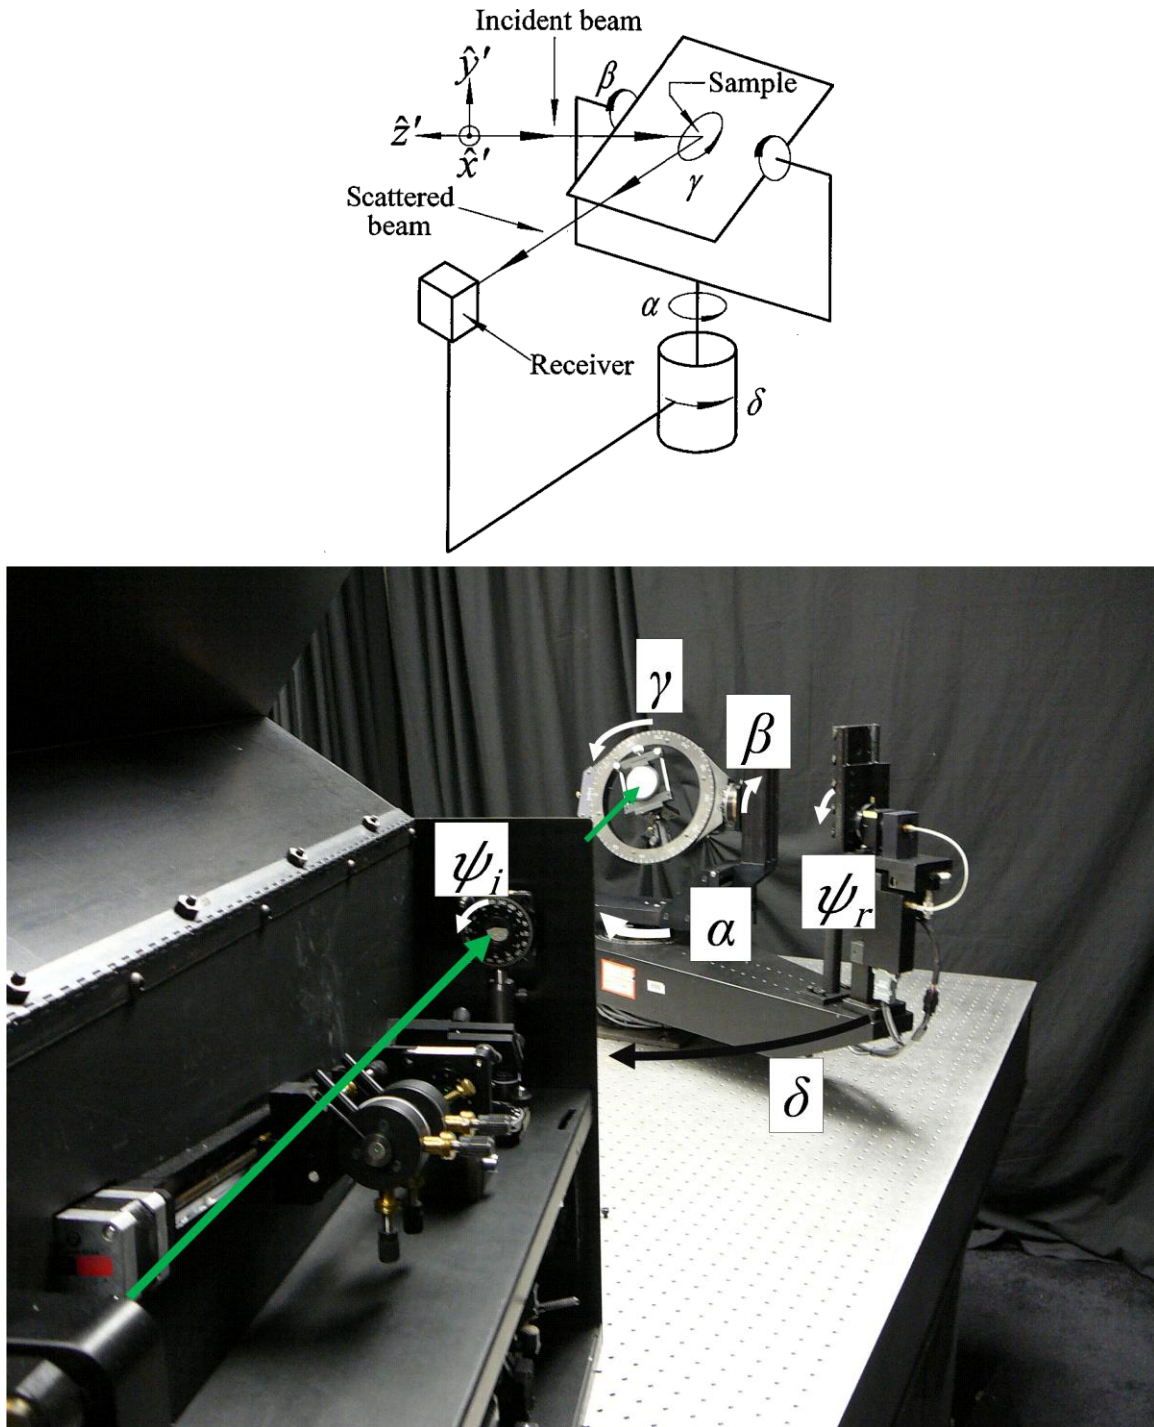 Incident beam
ŷ′
β
Sample
ẑ′
x̂′
γ
Scattered
beam
α
Receiver
δ
γ
β
ψi
ψr
α
δ